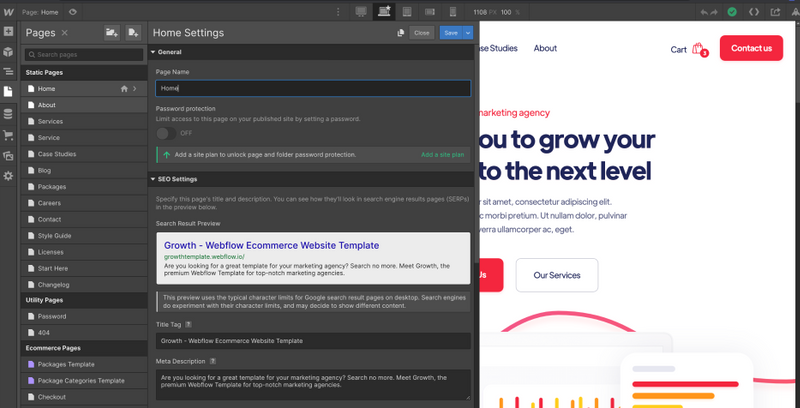 Page: Home
1108 PX 100 %
Pages
Search pages
Static Pages
Home
About
Services
Service
Case Studies
Blog
Packages
Careers
Contact
Style Guide
Licenses
Start Here
Changelog
Utility Pages
Password
404
Ecommerce Pages
Packages Template
Package Categories Template
Checkout
Home Settings
Close
Save
General
Page Name
Home
Password protection
Limit access to this page on your published site by setting a password.
OFF
Add a site plan to unlock page and folder password protection.
Add a site plan
SEO Settings
Specify this page's title and description. You can see how they'll look in search engine results pages (SERPs)
in the preview below.
Search Result Preview
Growth - Webflow Ecommerce Website Template
growthtemplate.webflow.io/
Are you looking for a great template for your marketing agency? Search no more. Meet Growth, the
premium Webflow Template for top-notch marketing agencies.
This preview uses the typical character limits for Google search result pages on desktop. Search engines
do experiment with their character limits, and may decide to show different content.
Title Tag ?
Growth - Webflow Ecommerce Website Template
Meta Description ?
Are you looking for a great template for your marketing agency? Search no more. Meet Growth, the
premium Webflow Template for top-notch marketing agencies.
se Studies
About
Cart 3
Contact us
marketing agency
ou to grow your
to the next level
sit amet, consectetur adipiscing elit.
c morbi pretium. Ut nullam dolor, pulvinar
verra ullamcorper ac, eget.
Us
Our Services